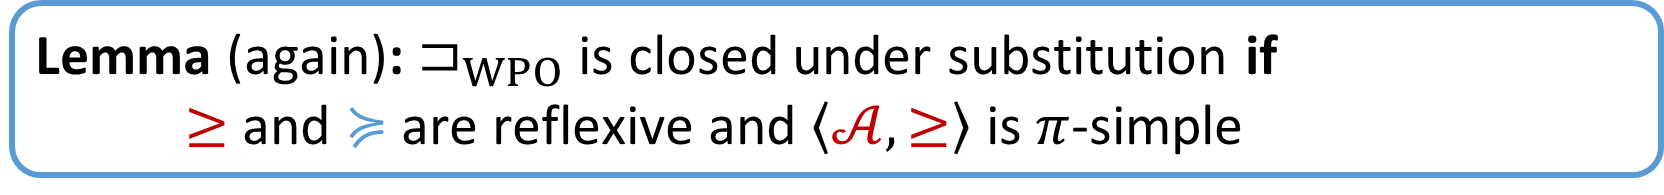 Lemma (again): ⊐WPO is closed under substitution if
≥ and ≽ are reflexive and ⟨𝒜, ≥⟩ is π-simple